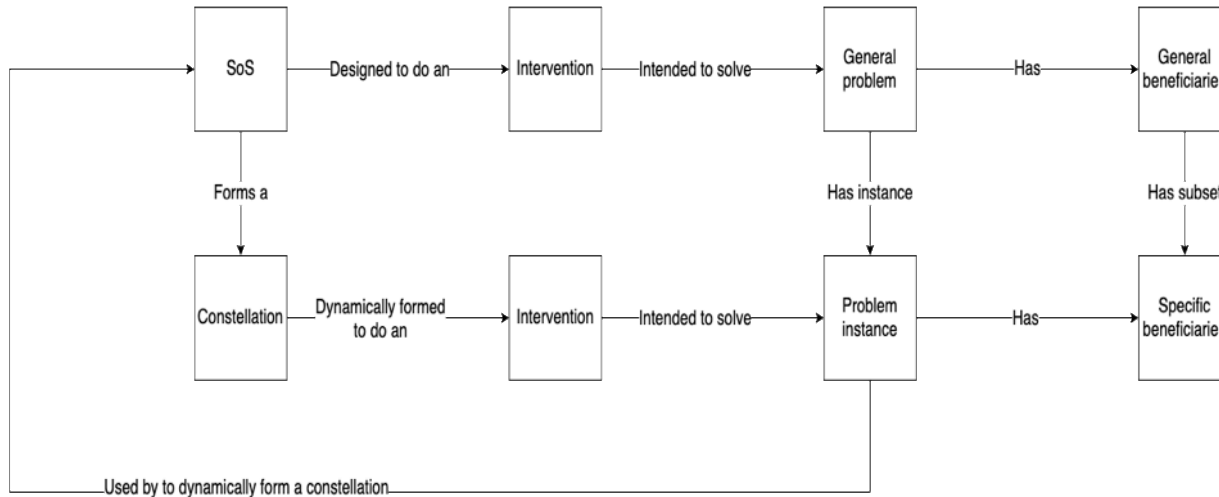 SoS
Designed to do an
Intervention
Intended to solve
General
problem
Has
General
beneficiarie
Forms a
Has instance
Has subset
Constellation
Dynamically formed
to do an
Intervention
Intended to solve
Problem
instance
Has
Specific
beneficiarie
Used by to dynamically form a constellation